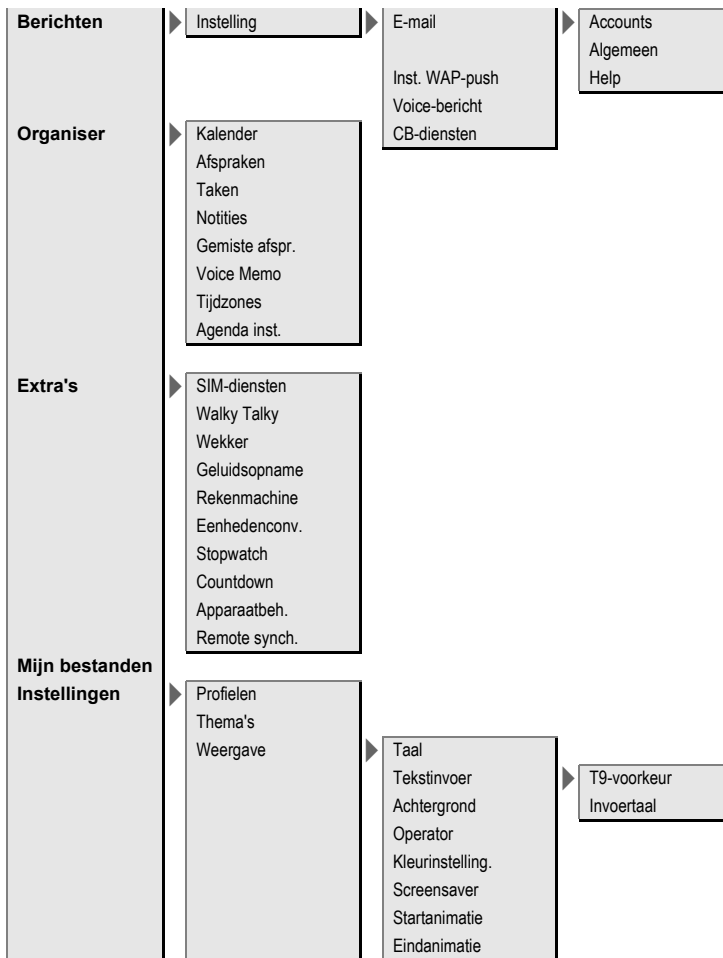 Berichten
Instelling
E-mail
Accounts
Algemeen
Inst. WAP-push
Help
Voice-bericht
Organiser
Kalender
CB-diensten
Afspraken
Taken
Notities
Gemiste afspr.
Voice Memo
Tijdzones
Agenda inst.
Extra's
SIM-diensten
Walky Talky
Wekker
Geluidsopname
Rekenmachine
Eenhedenconv.
Stopwatch
Countdown
Apparaatbeh.
Remote synch.
Mijn bestanden
Instellingen
Profielen
Thema's
Weergave
Taal
Tekstinvoer
T9-voorkeur
Achtergrond
Invoertaal
Operator
Kleurinstelling.
Screensaver
Startanimatie
Eindanimatie